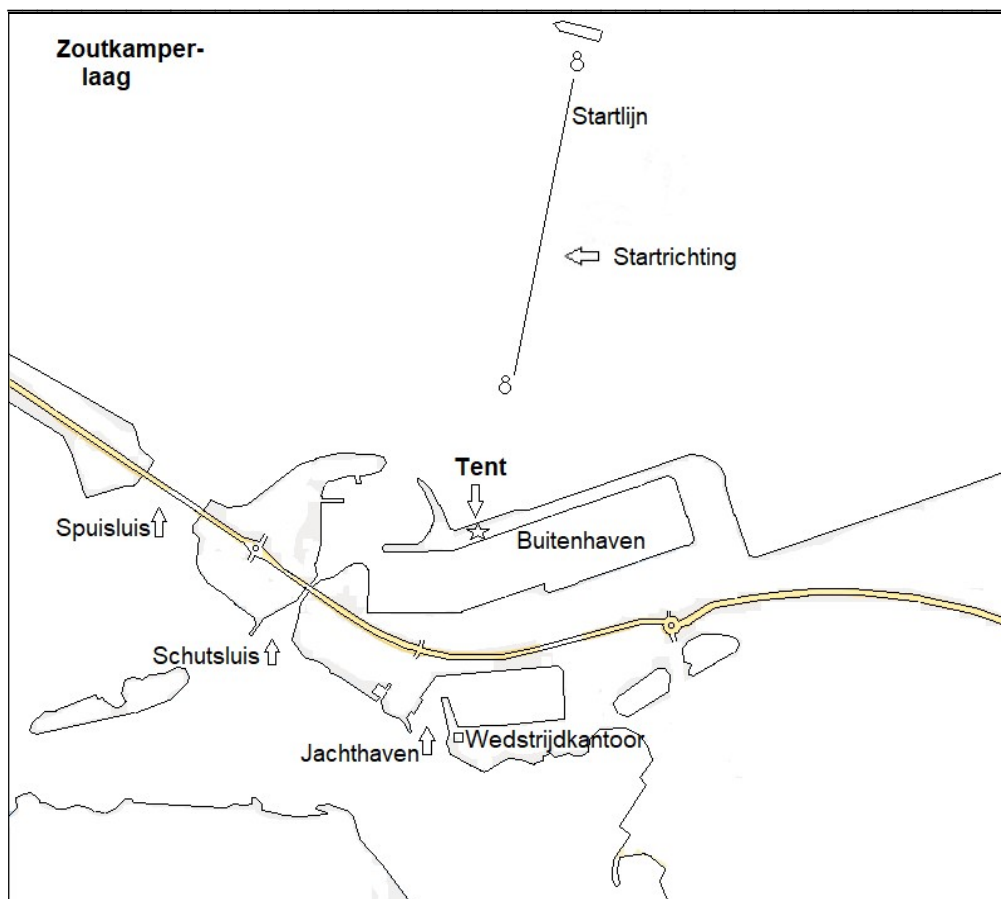 Zoutkamper-
laag
Startlijn
Startrichting
Tent
Spuisluis
Buitenhaven
Schutsluis
Jachthaven
Wedstrijdkantoor